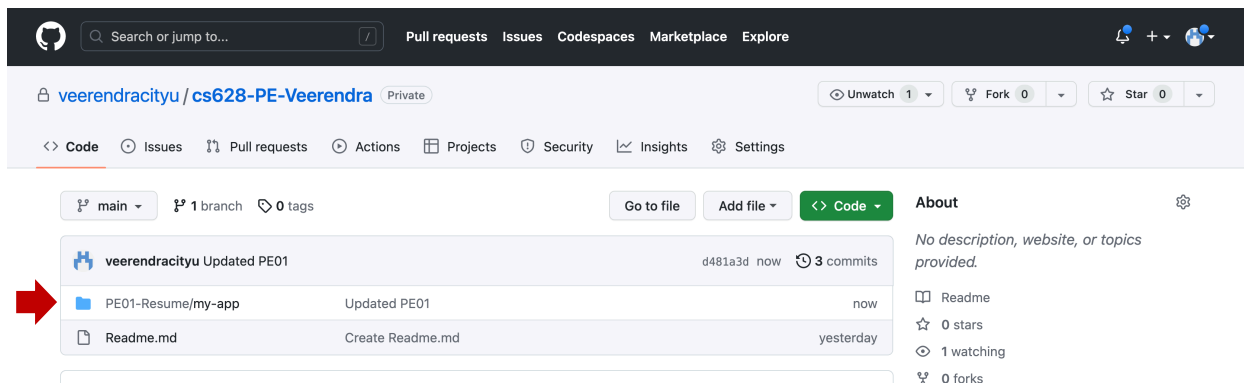 Search or jump to... / Pull requests Issues Codespaces Marketplace Explore
veerendracityu / cs628-PE-Veerendra Private Unwatch 1 Fork 0 Star 0
<> Code Issues Pull requests Actions Projects Security Insights Settings
main 1 branch 0 tags Go to file Add file <> Code About
No description, website, or topics
provided.
veerendracityu Updated PE01 d481a3d now 3 commits
PE01-Resume/my-app Updated PE01 now
Readme.md Create Readme.md yesterday
Readme
0 stars
1 watching
0 forks